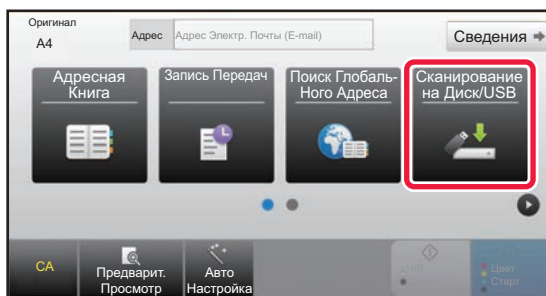 Оригинал
A4
Адрес
Адрес Электр. Почты (E-mail)
Сведения
Адресная
Книга
Запись Передач
Поиск Глобаль-
Ного Адреса
Сканирование
на Диск/USB
CA
Предварит.
Просмотр
Авто
Настройка
Ч/Б
Старт
Цвет
Старт